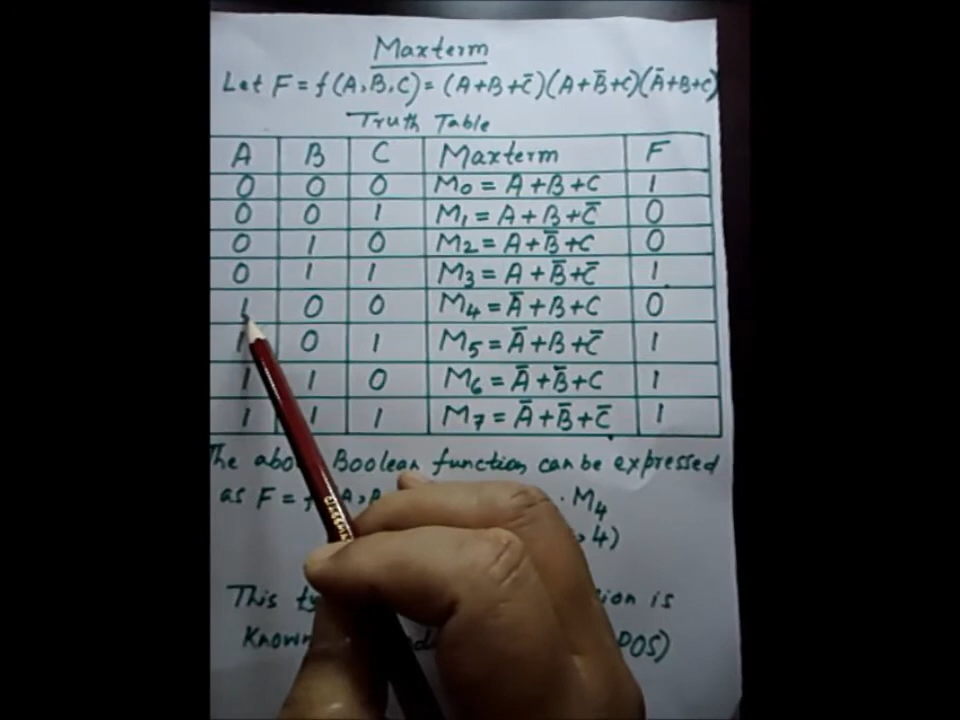 Maxterm
Let F = f(A,B,C) = (A+B+C̅)(A+B̅+C)(A̅+B+C)
Truth Table
A B C Maxterm F
0 0 0 M0 = A+B+C 1
0 0 1 M1 = A+B+C̅ 0
0 1 0 M2 = A+B̅+C 0
0 1 1 M3 = A+B̅+C̅ 1
1 0 0 M4 = A̅+B+C 0
1 0 1 M5 = A̅+B+C̅ 1
1 1 0 M6 = A̅+B̅+C 1
1 1 1 M7 = A̅+B̅+C̅ 1
The Boolean function can be expressed
as F = . M4
, 4)
This is
POS)